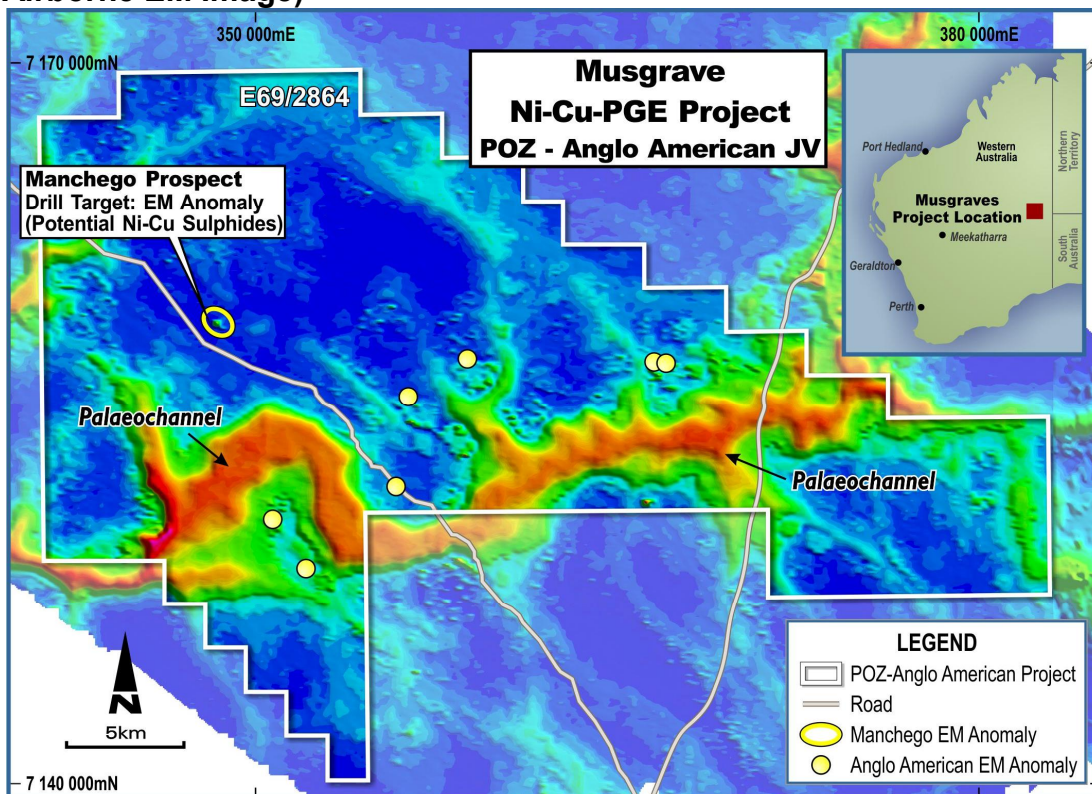 Airborne EM image)
350 000mE
380 000mE
7 170 000mN
E69/2864
Musgrave
Ni-Cu-PGE Project
POZ - Anglo American JV
Manchego Prospect
Drill Target: EM Anomaly
(Potential Ni-Cu Sulphides)
Port Hedland
Western
Australia
Northern
Territory
Musgraves
Project Location
Meekatharra
South
Australia
Geraldton
Perth
Palaeochannel
Palaeochannel
N
5km
7 140 000mN
LEGEND
POZ-Anglo American Project
Road
Manchego EM Anomaly
Anglo American EM Anomaly